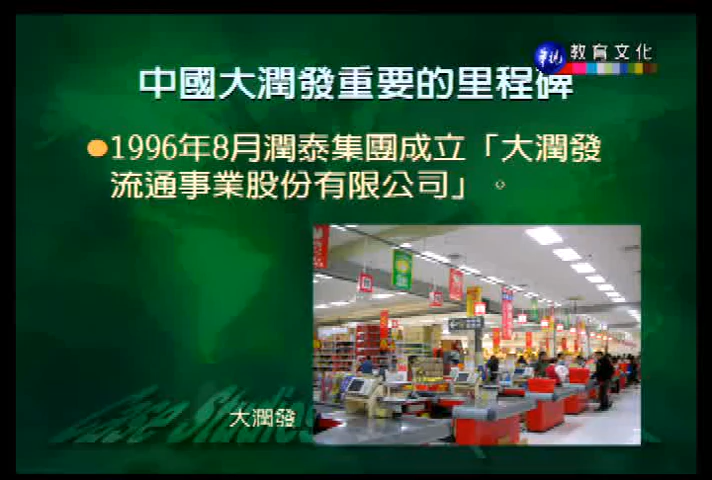 華視 教育文化
中國大潤發重要的里程碑
1996年8月潤泰集團成立「大潤發
流通事業股份有限公司」。
大潤發
Case Studies